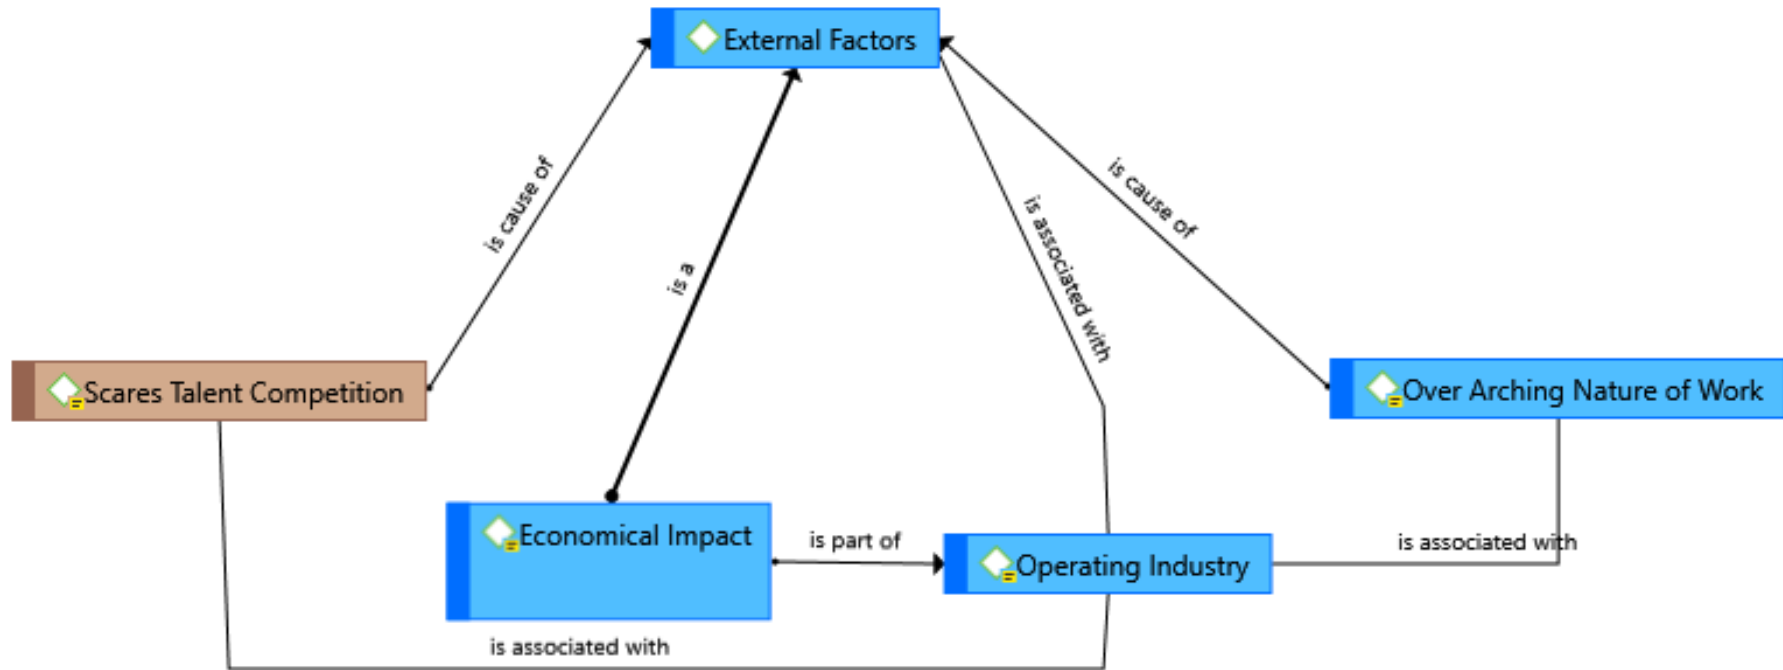 External Factors
is cause of
is cause of
is associated with
is a
Scares Talent Competition
Over Arching Nature of Work
Economical Impact
is part of
Operating Industry
is associated with
is associated with